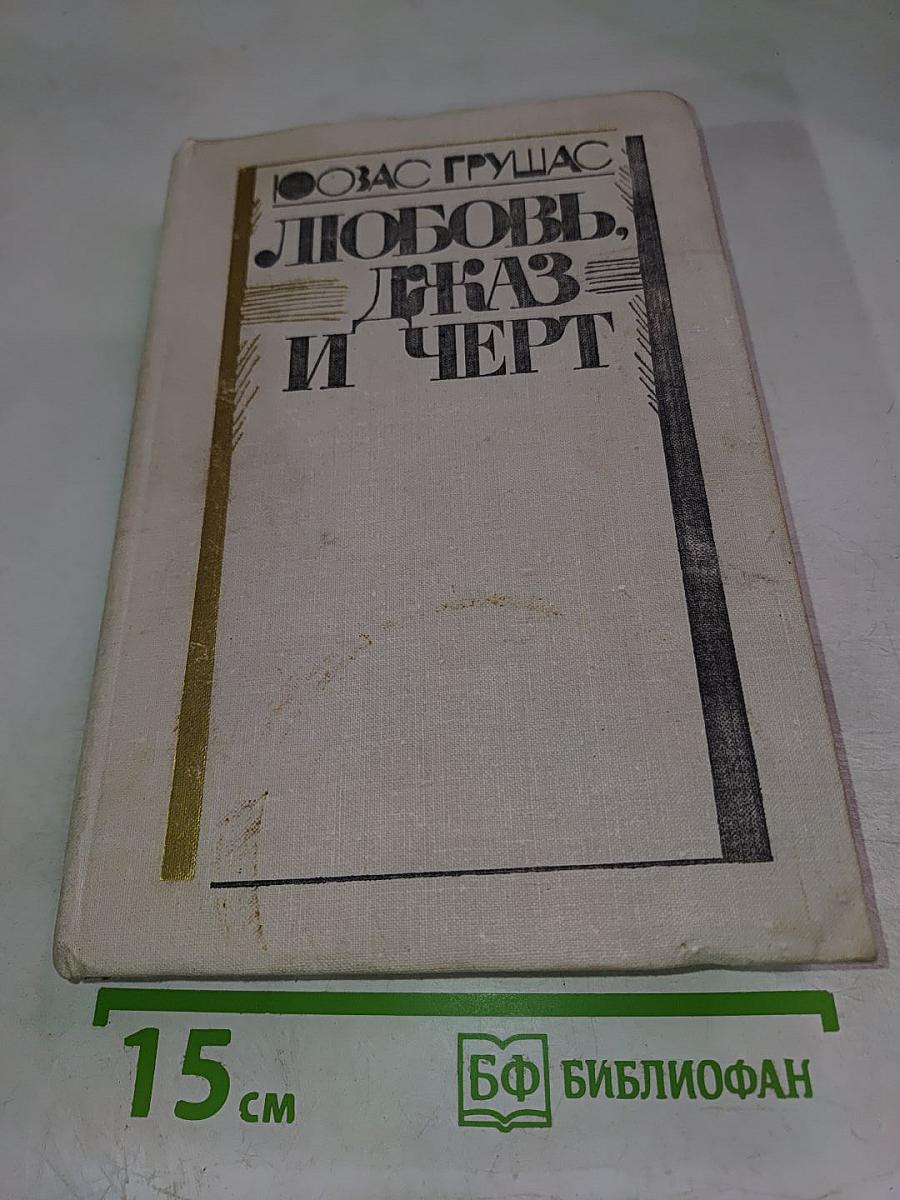 ЮОЗАС ГРУШАС
ЛЮБОВЬ,
ДЖАЗ
И ЧЕРТ
15 см
БФ БИБЛИОФАН